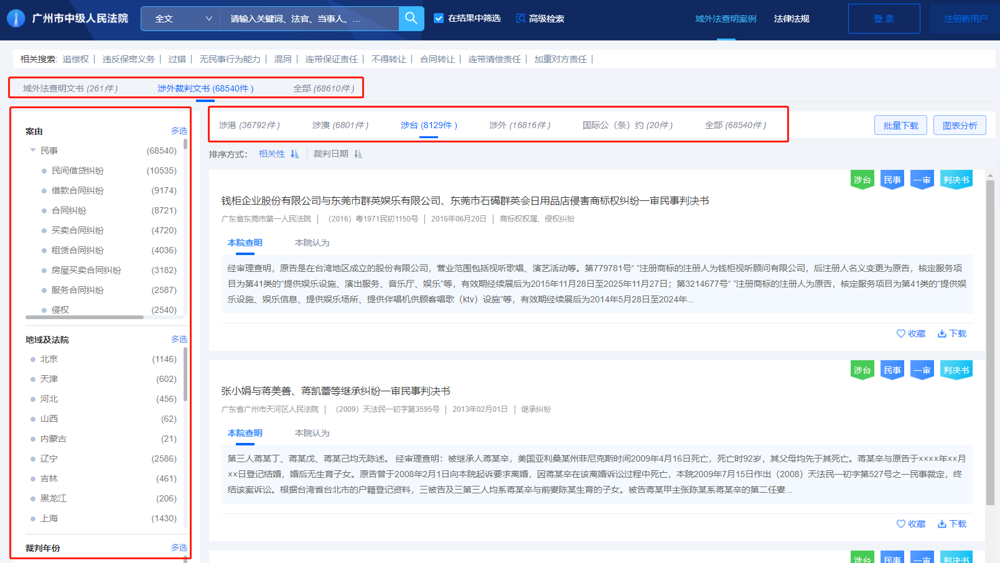 广州市中级人民法院 全文 请输入关键词、法官、当事人、... 在结果中筛选 高级检索 域外法查明案例 法律法规 登 录 注册新用户
相关搜索: 追偿权 | 违反保密义务 | 过错 | 无民事行为能力 | 混同 | 连带保证责任 | 不得转让 | 合同转让 | 连带清偿责任 | 加重对方责任 |
域外法查明文书 (261件 ) 涉外裁判文书 (68540件 ) 全部 (68610件 )
案由 多选
民事 (68540)
民间借贷纠纷 (10535)
借款合同纠纷 (9174)
合同纠纷 (8721)
买卖合同纠纷 (4720)
租赁合同纠纷 (4036)
房屋买卖合同纠纷 (3182)
服务合同纠纷 (2587)
侵权 (2540)
地域及法院 多选
北京 (1146)
天津 (602)
河北 (456)
山西 (62)
内蒙古 (21)
辽宁 (2586)
吉林 (461)
黑龙江 (206)
上海 (1430)
裁判年份 多选
涉港 (36792件 ) 涉澳 (6801件 ) 涉台 (8129件 ) 涉外 (16816件 ) 国际公（条）约 (20件 ) 全部 (68540件 ) 批量下载 图表分析
排序方式： 相关性 裁判日期
涉台 民事 一审 判决书
钱柜企业股份有限公司与东莞市群英娱乐有限公司、东莞市石碣群英会日用品店侵害商标权纠纷一审民事判决书
广东省东莞市第一人民法院 | （2016）粤1971民初1150号 | 2016年06月20日 | 商标权权属、侵权纠纷
本院查明 本院认为
经审理查明，原告是在台湾地区成立的股份有限公司，营业范围包括视听歌唱、演艺活动等。第779781号“ ”注册商标的注册人为钱柜视听顾问有限公司，后注册人名义变更为原告，核定服务项
目为第41类的“提供娱乐设施、演出服务、音乐厅、娱乐”等，有效期经续展后为2015年11月28日至2025年11月27日；第3214677号“ ”注册商标的注册人为原告，核定服务项目为第41类的“提供娱
乐设施、娱乐信息、提供娱乐场所、提供伴唱机供顾客唱歌（ktv）设施”等，有效期经续展后为2014年5月28日至2024年...
收藏 下载
涉台 民事 一审 判决书
张小娟与蒋美善、蒋凯蕾等继承纠纷一审民事判决书
广东省广州市天河区人民法院 | （2009）天法民一初字第3595号 | 2013年02月01日 | 继承纠纷
本院查明 本院认为
第三人蒋某丁、蒋某戊、蒋某己均无陈述。 经审理查明：被继承人蒋某辛，美国亚利桑某州菲尼克斯时间2009年4月16日死亡，死亡时92岁，其父母均先于其死亡。蒋某辛与原告于××××年××月
××日登记结婚，婚后无生育子女。原告曾于2008年2月1日向本院起诉要求离婚，因蒋某辛在该离婚诉讼过程中死亡，本院2009年7月15日作出（2008）天法民一初字第527号之一民事裁定，终
结该案诉讼。根据台湾省台北市的户籍登记资料，三被告及三第三人均系蒋某辛与前妻陈某生育的子女。被告蒋某甲主张陈某系蒋某辛的第二任妻...
收藏 下载
涉台 民事 一审 判决书